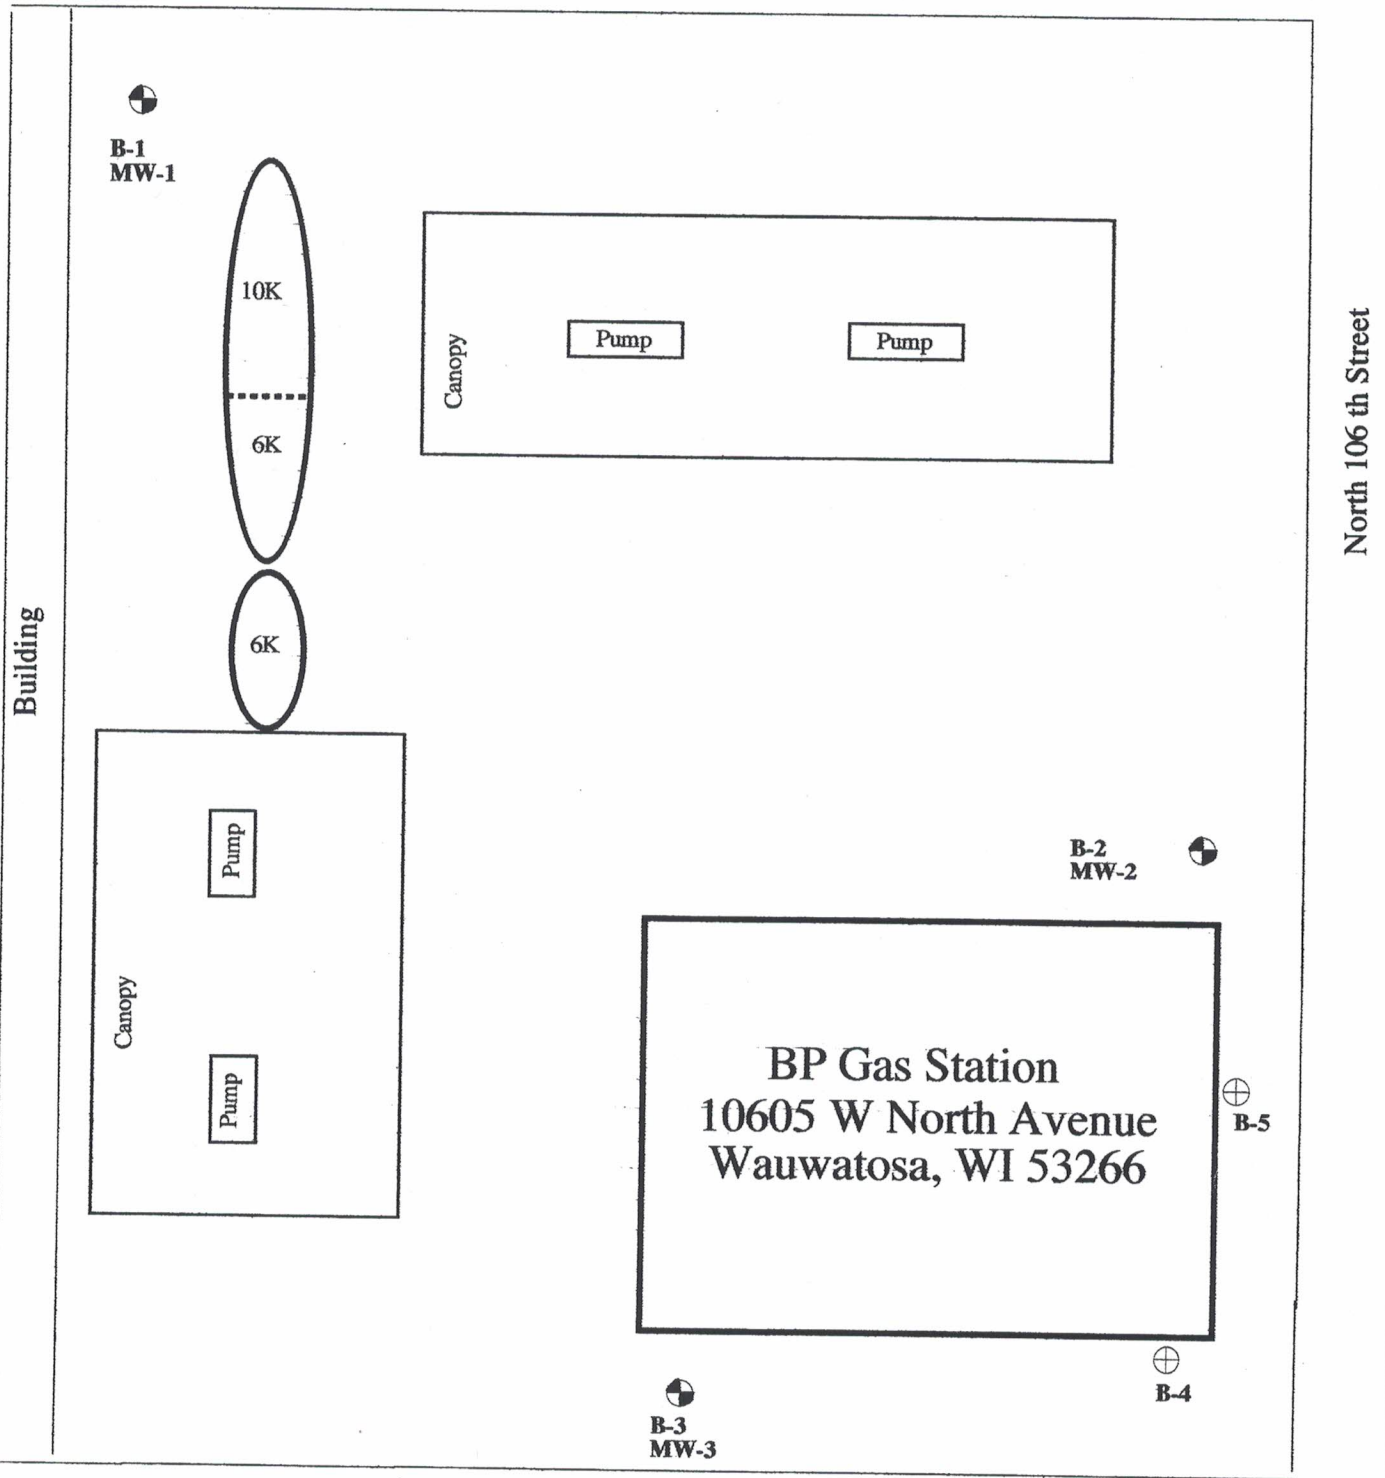 B-1
MW-1
10K
6K
6K
Canopy
Pump
Pump
North 106 th Street
Building
Pump
Canopy
Pump
B-2
MW-2
BP Gas Station
10605 W North Avenue
Wauwatosa, WI 53266
B-5
B-4
B-3
MW-3